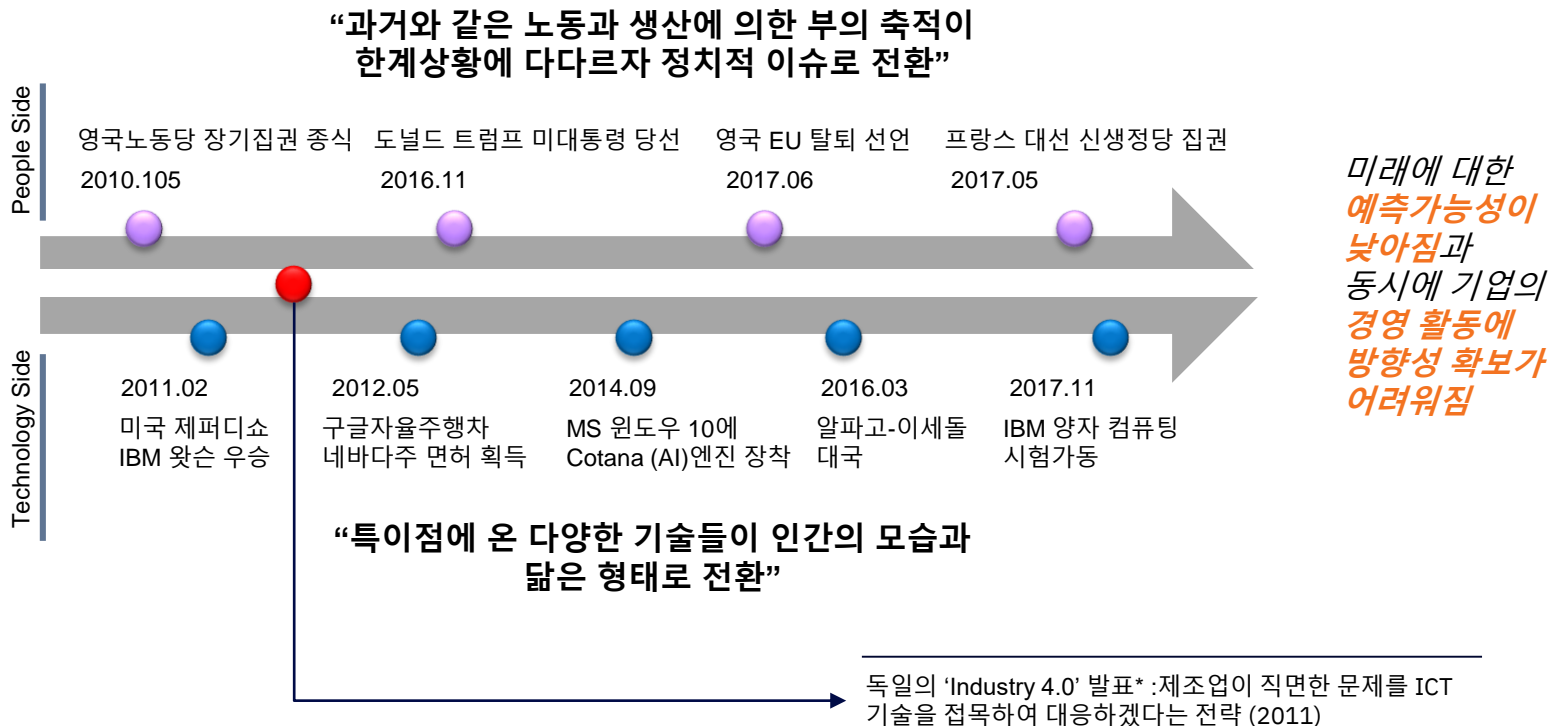 “과거와 같은 노동과 생산에 의한 부의 축적이
한계상황에 다다르자 정치적 이슈로 전환”
People Side
영국노동당 장기집권 종식
2010.105
도널드 트럼프 미대통령 당선
2016.11
영국 EU 탈퇴 선언
2017.06
프랑스 대선 신생정당 집권
2017.05
미래에 대한
예측가능성이
낮아짐과
동시에 기업의
경영 활동에
방향성 확보가
어려워짐
Technology Side
2011.02
미국 제퍼디쇼
IBM 왓슨 우승
2012.05
구글자율주행차
네바다주 면허 획득
2014.09
MS 윈도우 10에
Cotana (AI)엔진 장착
2016.03
알파고-이세돌
대국
2017.11
IBM 양자 컴퓨팅
시험가동
“특이점에 온 다양한 기술들이 인간의 모습과
닮은 형태로 전환”
독일의 ‘Industry 4.0’ 발표* :제조업이 직면한 문제를 ICT
기술을 접목하여 대응하겠다는 전략 (2011)